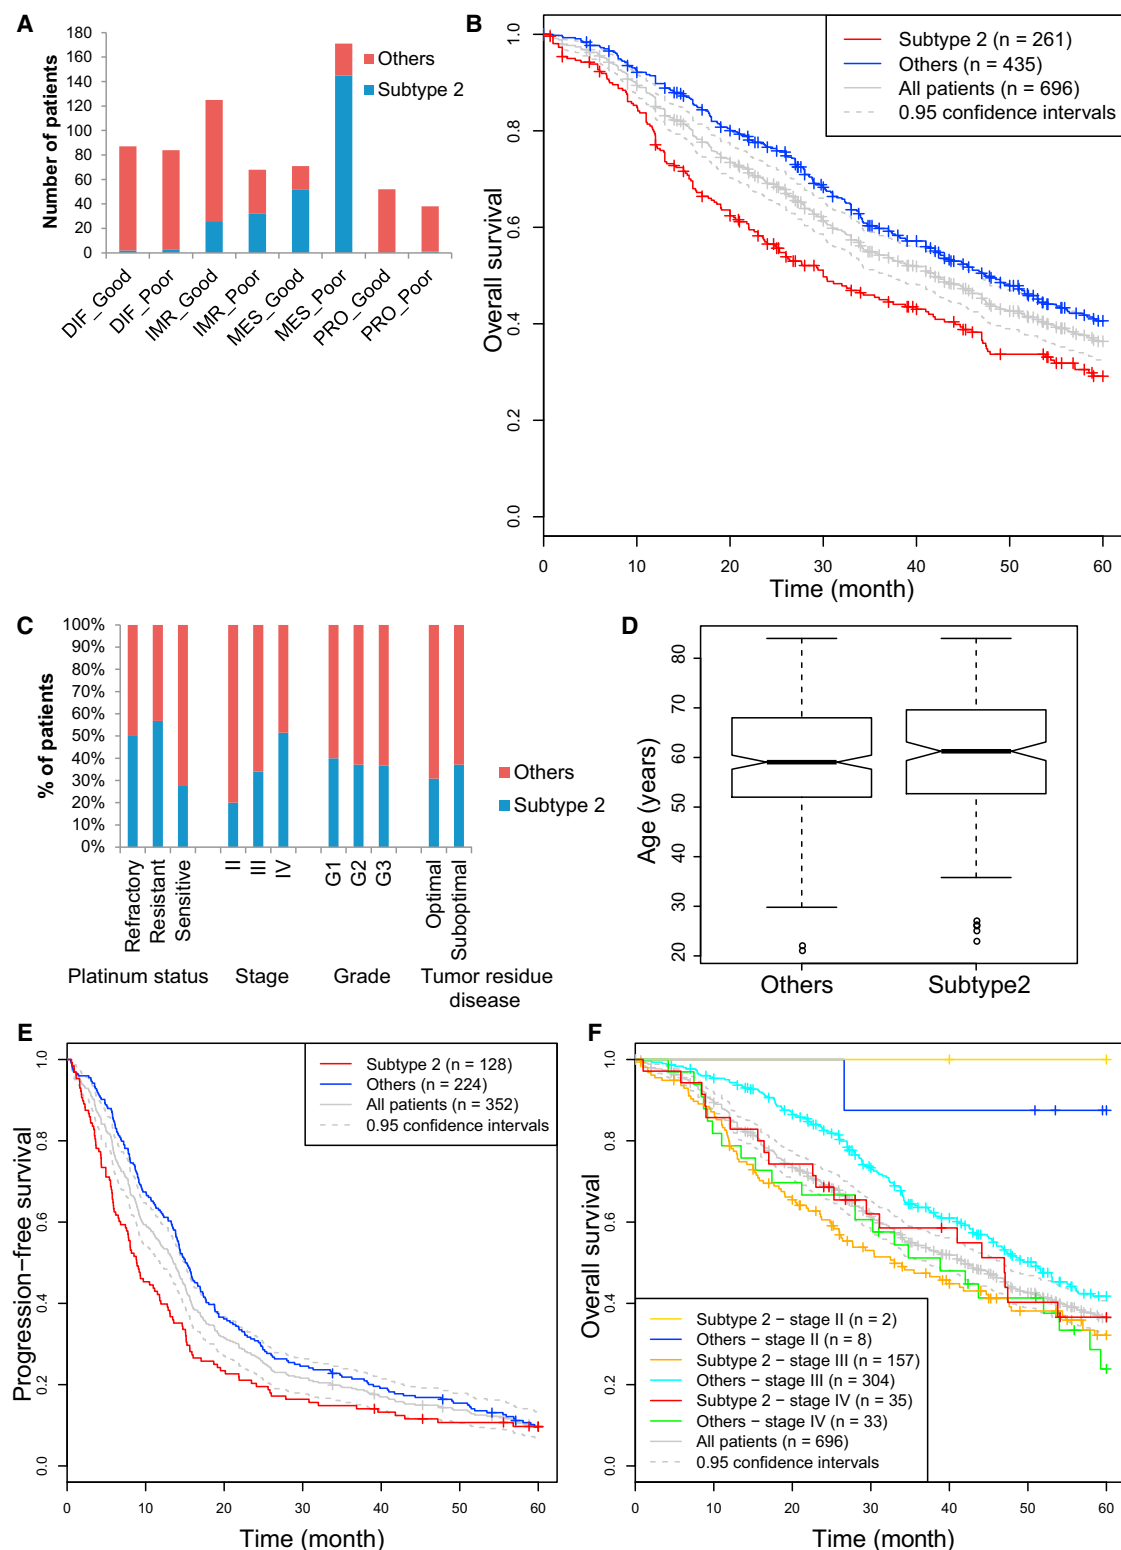 A
Number of patients
180
160
140
120
100
80
60
40
20
0
Others
Subtype 2
DIF_Good
DIF_Poor
IMR_Good
IMR_Poor
MES_Good
MES_Poor
PRO_Good
PRO_Poor
B
Overall survival
1.0
0.8
0.6
0.4
0.2
0.0
Subtype 2 (n = 261)
Others (n = 435)
All patients (n = 696)
0.95 confidence intervals
0 10 20 30 40 50 60
Time (month)
C
% of patients
100%
90%
80%
70%
60%
50%
40%
30%
20%
10%
0%
Others
Subtype 2
Refractory
Resistant
Sensitive
II
III
IV
G1
G2
G3
Optimal
Suboptimal
Platinum status Stage Grade Tumor residue
disease
D
Age (years)
80
70
60
50
40
30
20
Others Subtype2
E
Progression–free survival
1.0
0.8
0.6
0.4
0.2
0.0
Subtype 2 (n = 128)
Others (n = 224)
All patients (n = 352)
0.95 confidence intervals
0 10 20 30 40 50 60
Time (month)
F
Overall survival
1.0
0.8
0.6
0.4
0.2
0.0
Subtype 2 – stage II (n = 2)
Others – stage II (n = 8)
Subtype 2 – stage III (n = 157)
Others – stage III (n = 304)
Subtype 2 – stage IV (n = 35)
Others – stage IV (n = 33)
All patients (n = 696)
0.95 confidence intervals
0 10 20 30 40 50 60
Time (month)